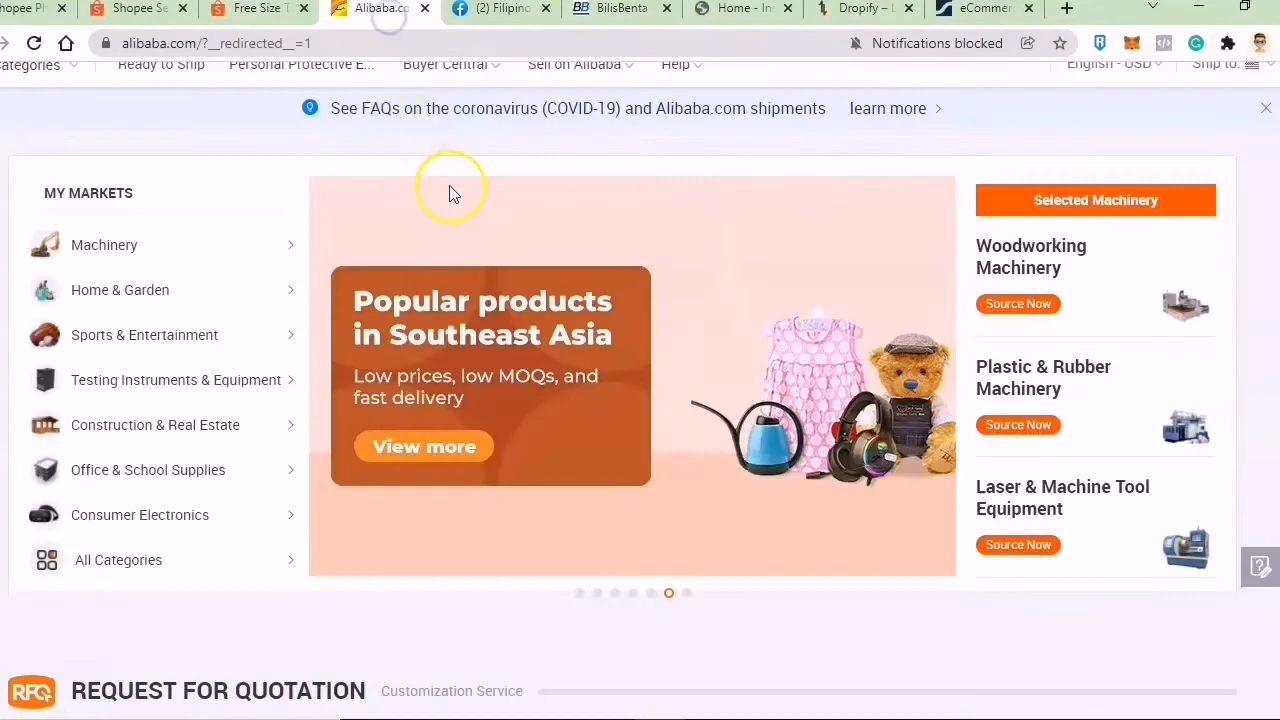 hopee Ph
Shopee Se
Free Size T
Alibaba.co
(2) Filipinc
BilisBenta
Home - In
Dropify –
eCommer
alibaba.com/?__redirected__=1
Notifications blocked
ategories
Ready to Ship
Personal Protective E...
Buyer Central
Sell on Alibaba
Help
English - USD
Ship to:
See FAQs on the coronavirus (COVID-19) and Alibaba.com shipments
learn more
MY MARKETS
Machinery
Home & Garden
Sports & Entertainment
Testing Instruments & Equipment
Construction & Real Estate
Office & School Supplies
Consumer Electronics
All Categories
Popular products
in Southeast Asia
Low prices, low MOQs, and
fast delivery
View more
Selected Machinery
Woodworking
Machinery
Source Now
Plastic & Rubber
Machinery
Source Now
Laser & Machine Tool
Equipment
Source Now
RFQ
REQUEST FOR QUOTATION
Customization Service